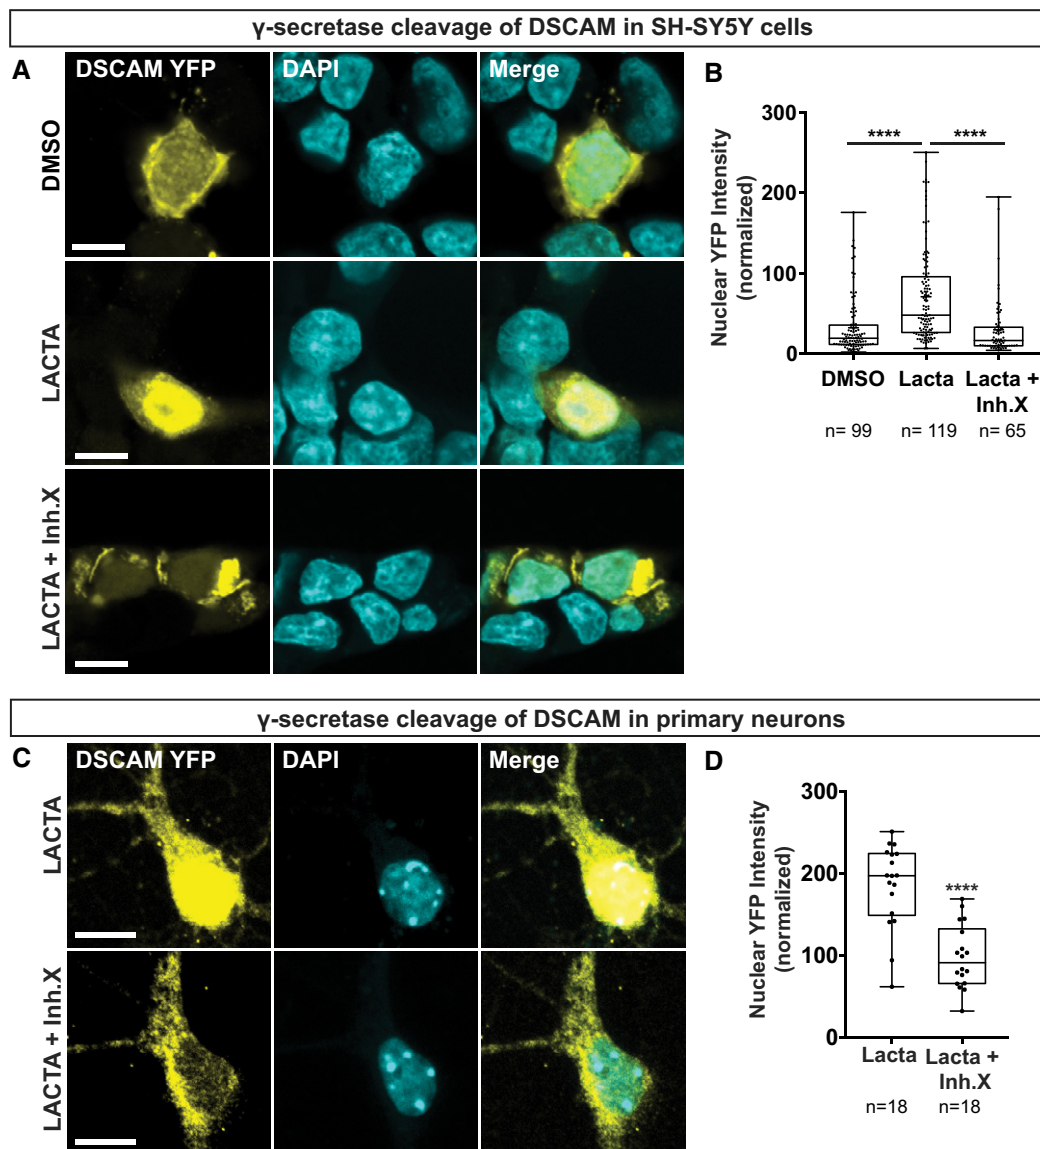 γ-secretase cleavage of DSCAM in SH-SY5Y cells
A
DSCAM YFP
DAPI
Merge
DMSO
LACTA
LACTA + Inh.X
B
Nuclear YFP Intensity
(normalized)
300
200
100
0
****
****
DMSO
Lacta
Lacta +
Inh.X
n= 99
n= 119
n= 65
γ-secretase cleavage of DSCAM in primary neurons
C
DSCAM YFP
DAPI
Merge
LACTA
LACTA + Inh.X
D
Nuclear YFP Intensity
(normalized)
300
200
100
0
****
Lacta
Lacta +
Inh.X
n=18
n=18